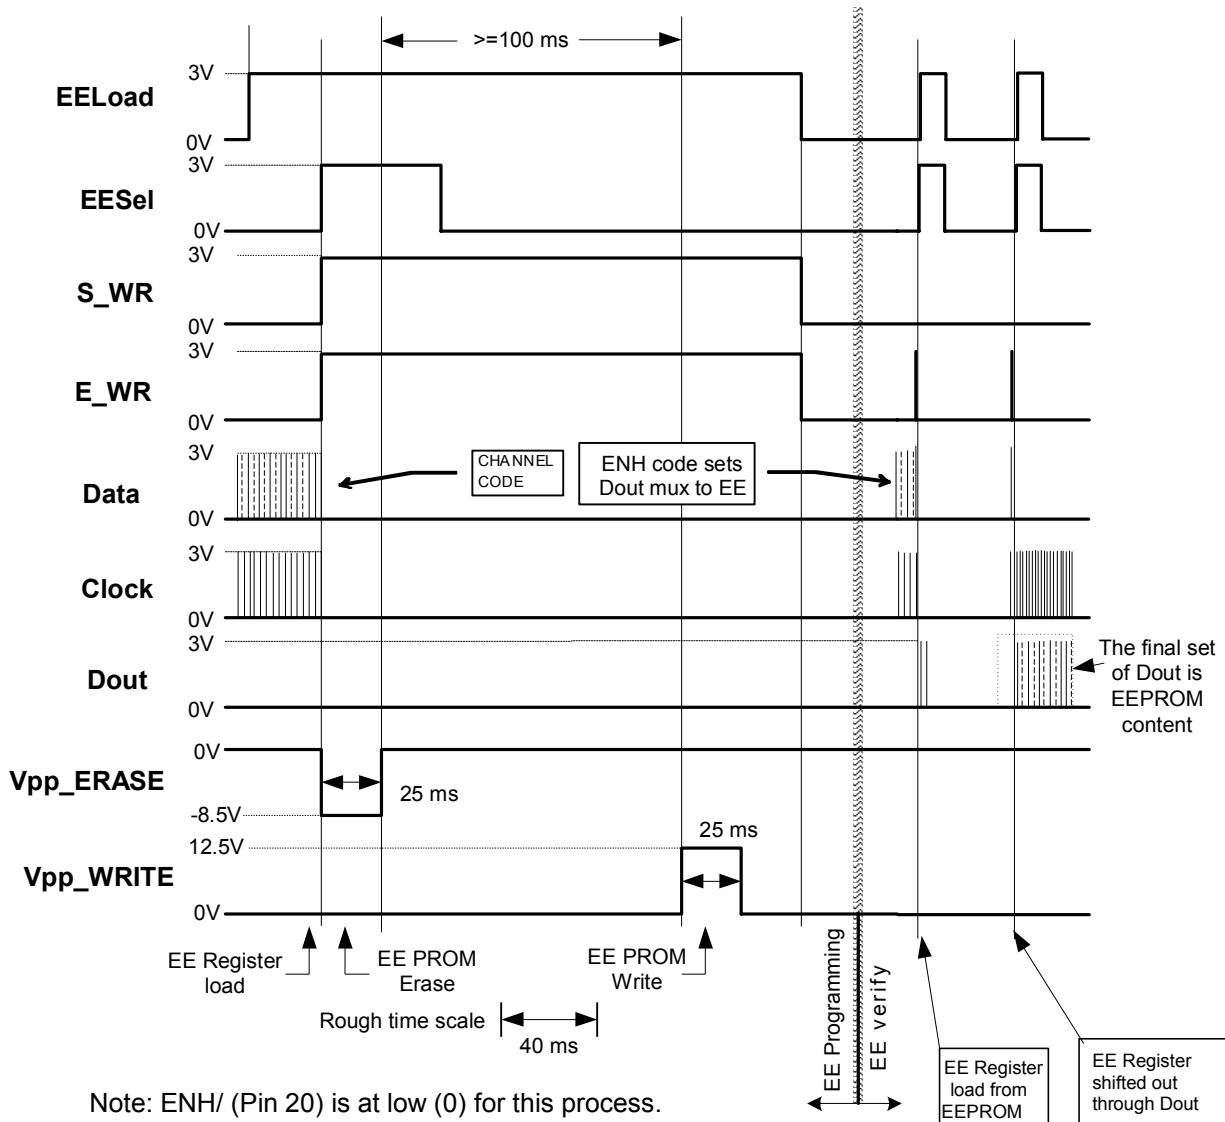 >=100 ms
3V
EELoad
0V
3V
EESel
0V
3V
S_WR
0V
3V
E_WR
0V
3V
CHANNEL
CODE
ENH code sets
Dout mux to EE
Data
0V
3V
Clock
0V
3V
Dout
0V
The final set
of Dout is
EEPROM
content
0V
Vpp_ERASE
25 ms
-8.5V
12.5V
25 ms
Vpp_WRITE
0V
EE Register
load
EE PROM
Erase
EE PROM
Write
Rough time scale
40 ms
EE Programming
EE verify
EE Register
load from
EEPROM
EE Register
shifted out
through Dout
Note: ENH/ (Pin 20) is at low (0) for this process.